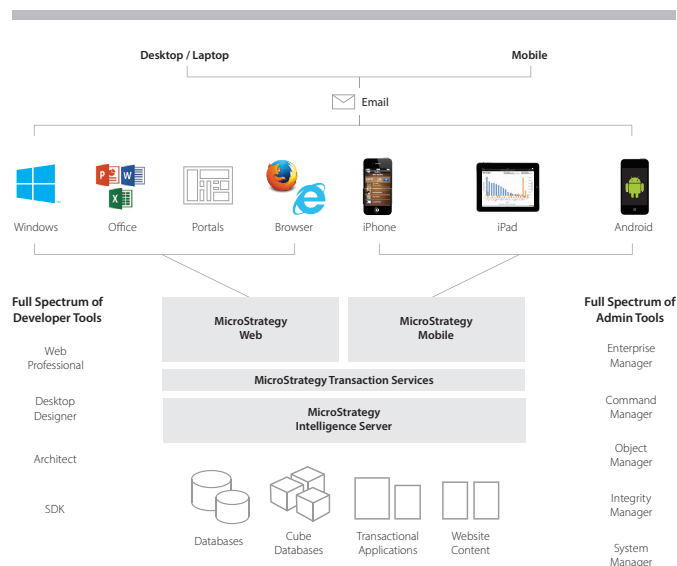 Desktop / Laptop
Mobile
Email
P
W
X
Windows
Office
Portals
Browser
iPhone
iPad
Android
Full Spectrum of
Developer Tools
Web
Professional
Desktop
Designer
Architect
SDK
MicroStrategy
Web
MicroStrategy
Mobile
MicroStrategy Transaction Services
MicroStrategy
Intelligence Server
Databases
Cube
Databases
Transactional
Applications
Website
Content
Full Spectrum of
Admin Tools
Enterprise
Manager
Command
Manager
Object
Manager
Integrity
Manager
System
Manager